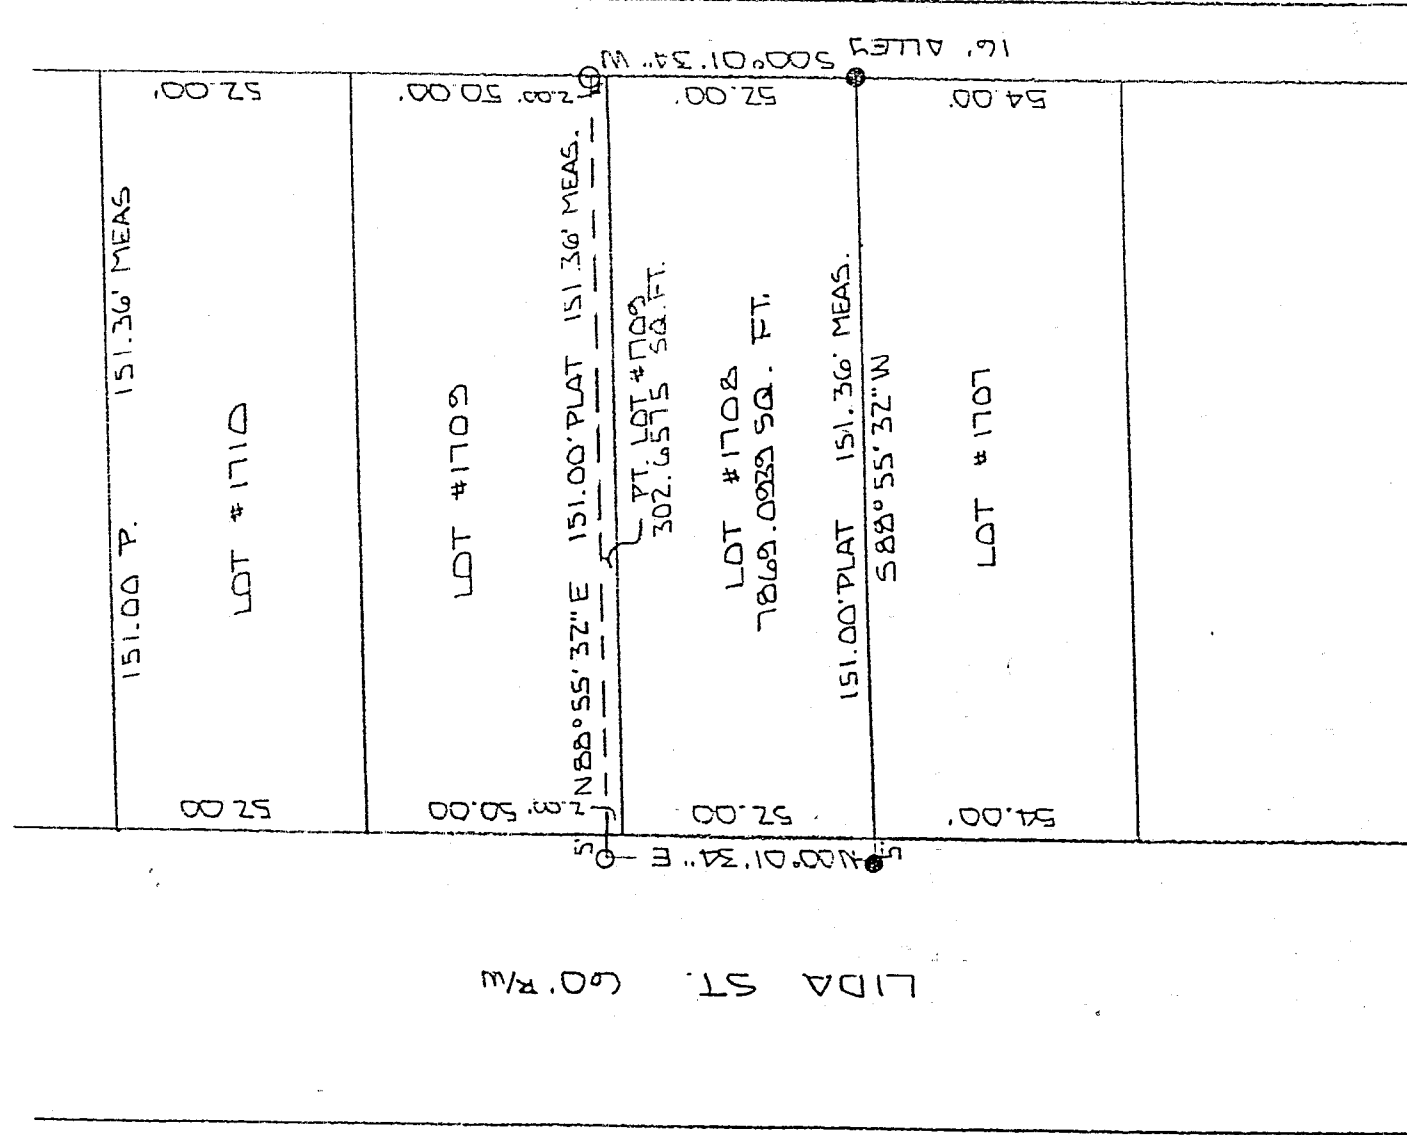 16' ALLEY
S00°01'34"W
52.00'
50.00'
2.00'
52.00'
54.00'
151.00 P. 151.36' MEAS
LOT #1710
LOT #1709
N88°55'32"E 151.00' PLAT 151.36' MEAS.
PT. LOT #1709
302.6575 SQ. FT.
LOT #1708
7869.0939 SQ. FT.
151.00' PLAT 151.36' MEAS.
S88°55'32"W
LOT #1707
52.00
50.00
2.00'
52.00
54.00'
5'
N00°01'34"E
5'
LIDA ST. 60' R/W